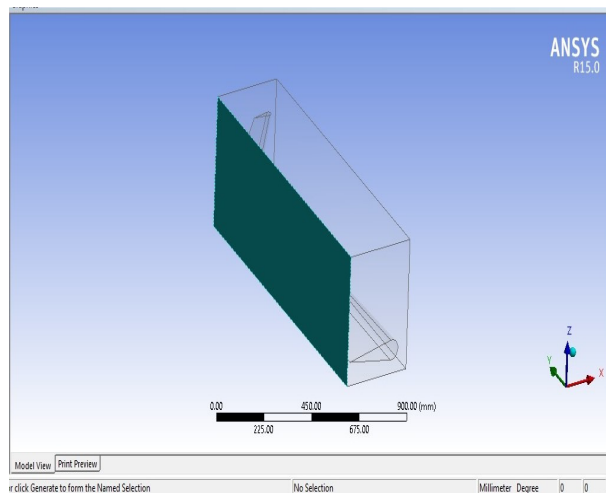 ANSYS
R15.0
Z
Y
X
0.00 450.00 900.00 (mm)
225.00 675.00
Model View Print Preview
or click Generate to form the Named Selection No Selection Millimeter Degree 0 0